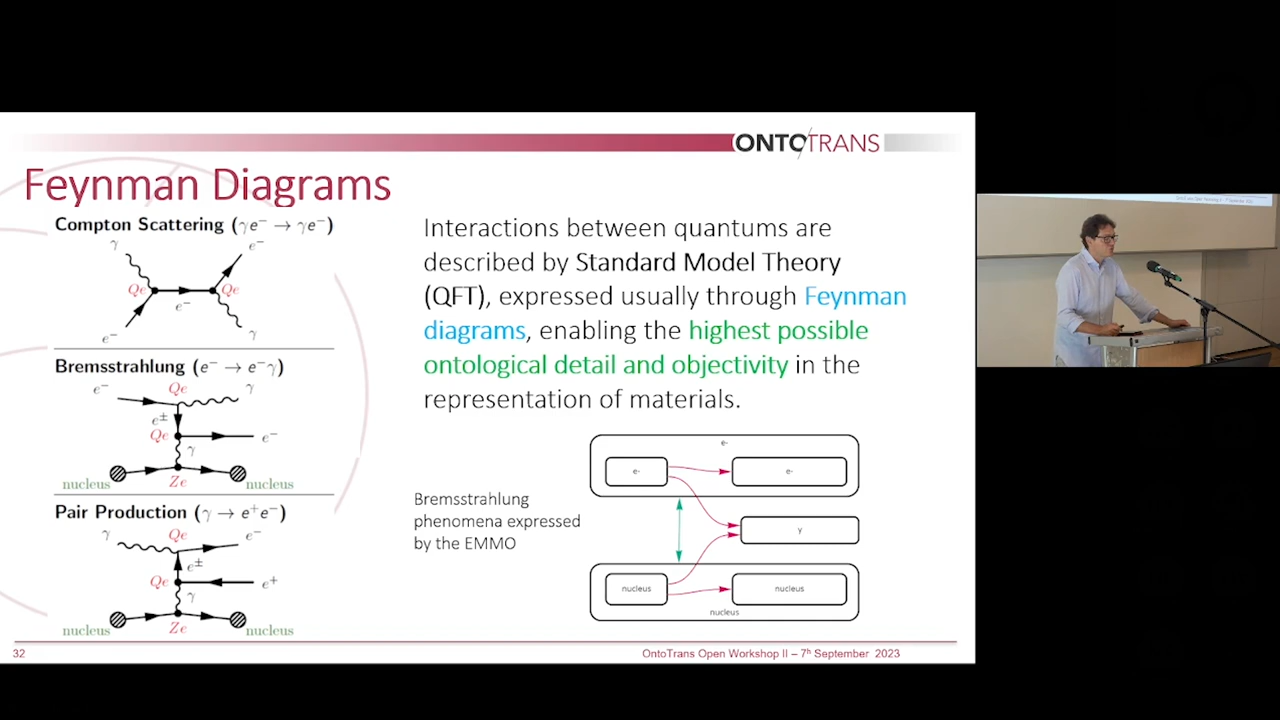 ONTOTRANS
Feynman Diagrams
Compton Scattering (γe⁻ → γe⁻)
γ
e⁻
Qe
Qe
e⁻
e⁻
γ
Bremsstrahlung (e⁻ → e⁻γ)
e⁻
Qe
γ
e±
Qe
e⁻
γ
nucleus
Ze
nucleus
Pair Production (γ → e⁺e⁻)
γ
Qe
e⁻
e±
Qe
e⁺
γ
nucleus
Ze
nucleus
Interactions between quantums are
described by Standard Model Theory
(QFT), expressed usually through Feynman
diagrams, enabling the highest possible
ontological detail and objectivity in the
representation of materials.
Bremsstrahlung
phenomena expressed
by the EMMO
e-
e-
e-
y
nucleus
nucleus
nucleus
32
OntoTrans Open Workshop II – 7ʰ September 2023